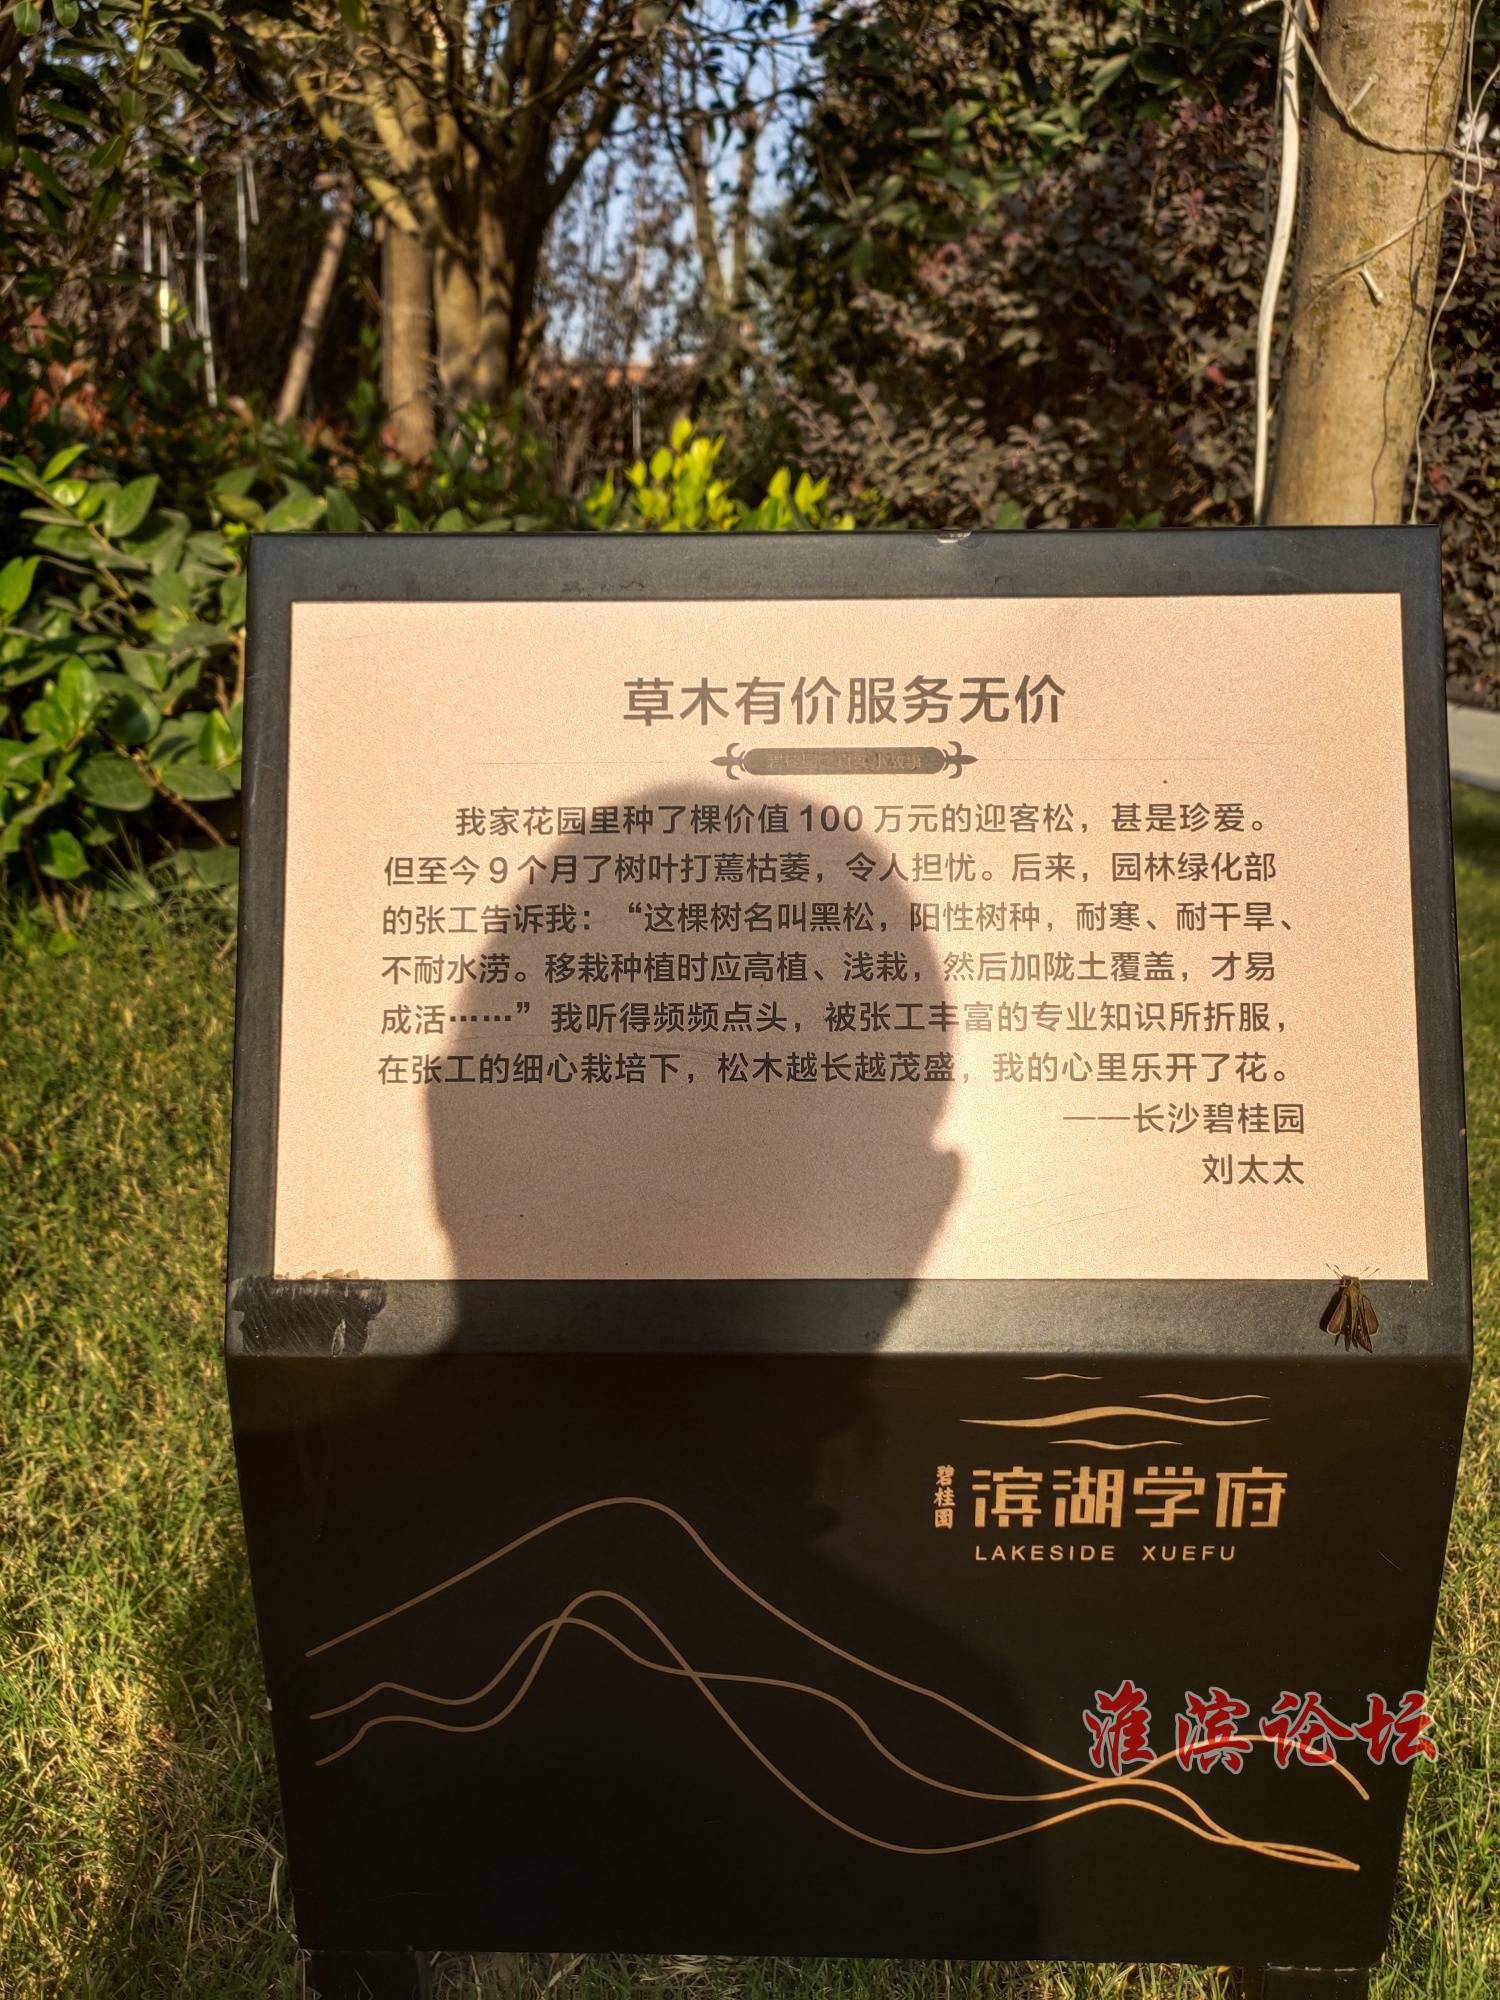 草木有价服务无价
我家花园里种了棵价值100万元的迎客松，甚是珍爱。
但至今9个月了树叶打蔫枯萎，令人担忧。后来，园林绿化部
的张工告诉我：“这棵树名叫黑松，阳性树种，耐寒、耐干旱、
不耐水涝。移栽种植时应高植、浅栽，然后加陇土覆盖，才易
成活……”我听得频频点头，被张工丰富的专业知识所折服，
在张工的细心栽培下，松木越长越茂盛，我的心里乐开了花。
——长沙碧桂园
刘太太
碧桂園
滨湖学府
LAKESIDE XUEFU
淮滨论坛